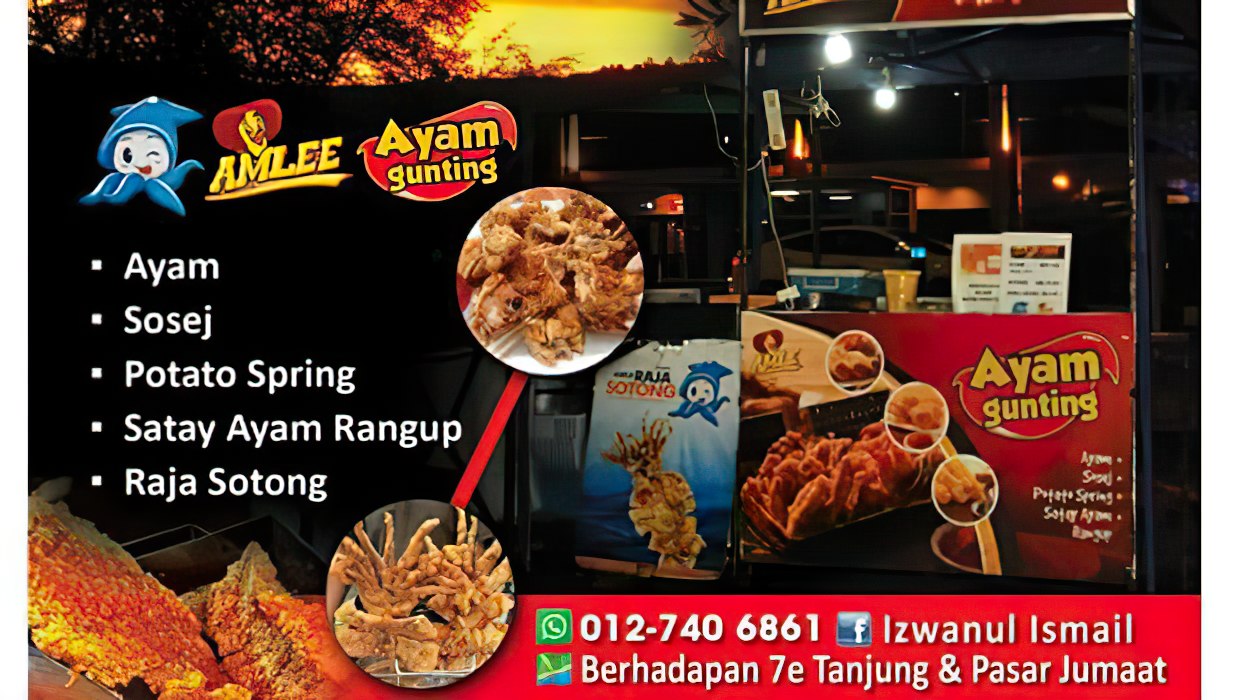 AMLEE
Ayam
gunting
▪ Ayam
▪ Sosej
▪ Potato Spring
▪ Satay Ayam Rangup
▪ Raja Sotong
RAJA
SOTONG
AMLEE
Ayam
gunting
Ayam •
Sosej •
Potato Spring •
Satay Ayam •
Rangup
012-740 6861 f Izwanul Ismail
Berhadapan 7e Tanjung & Pasar Jumaat